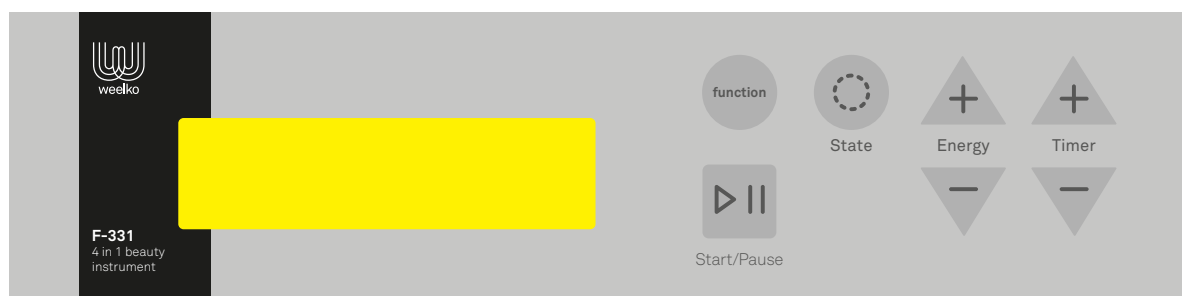 weelko
F-331
4 in 1 beauty
instrument
function
State
Energy
Timer
Start/Pause